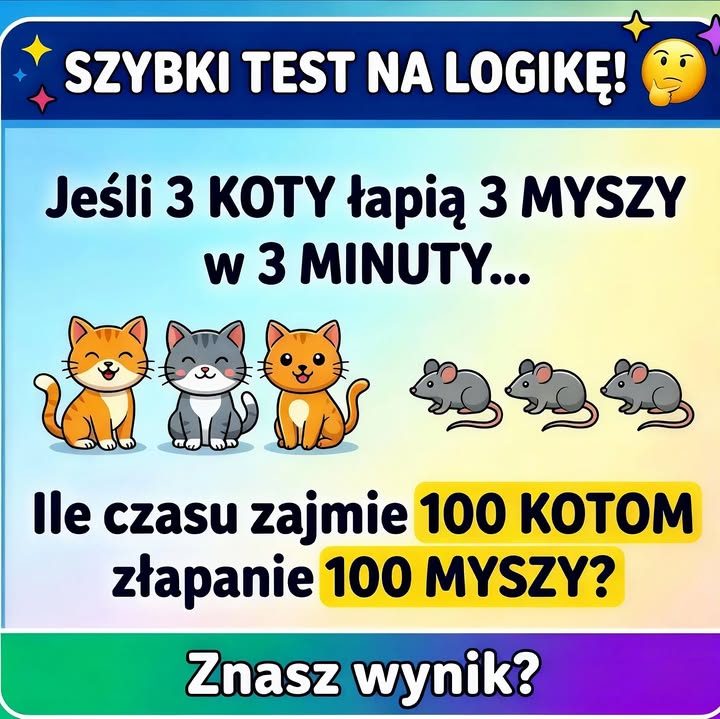 SZYBKI TEST NA LOGIKĘ!
Jeśli 3 KOTY łapią 3 MYSZY
w 3 MINUTY...
Ile czasu zajmie 100 KOTOM
złapanie 100 MYSZY?
Znasz wynik?